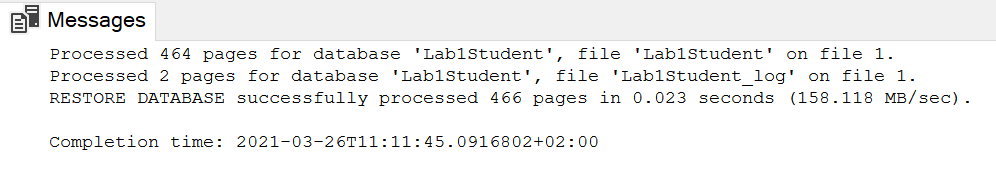 Messages
Processed 464 pages for database 'Lab1Student', file 'Lab1Student' on file 1.
Processed 2 pages for database 'Lab1Student', file 'Lab1Student_log' on file 1.
RESTORE DATABASE successfully processed 466 pages in 0.023 seconds (158.118 MB/sec).
Completion time: 2021-03-26T11:11:45.0916802+02:00